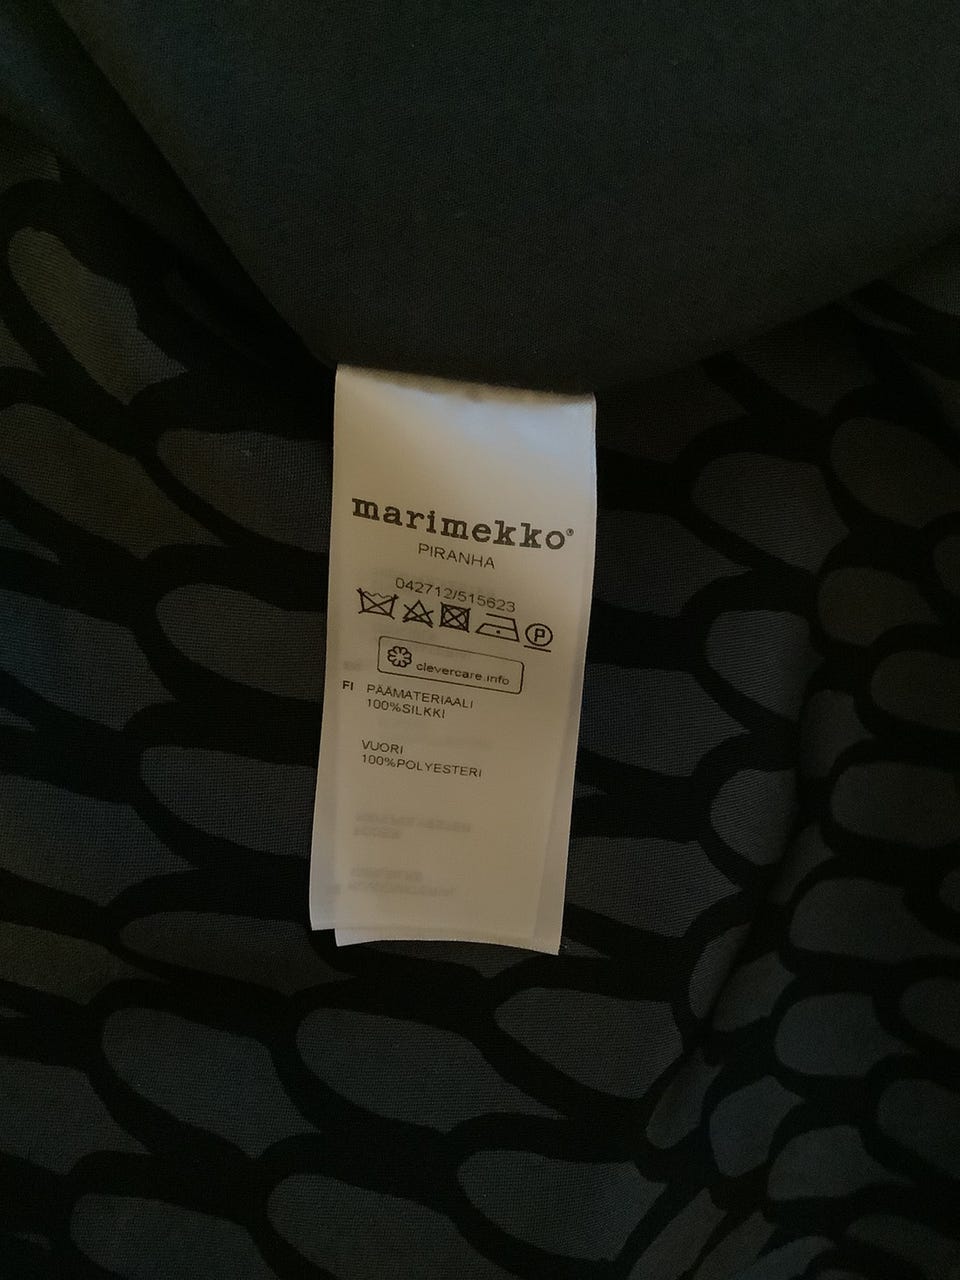 marimekko®
PIRANHA
042712/515623
P
clevercare.info
FI PÄÄMATERIAALI
100%SILKKI
VUORI
100%POLYESTERI